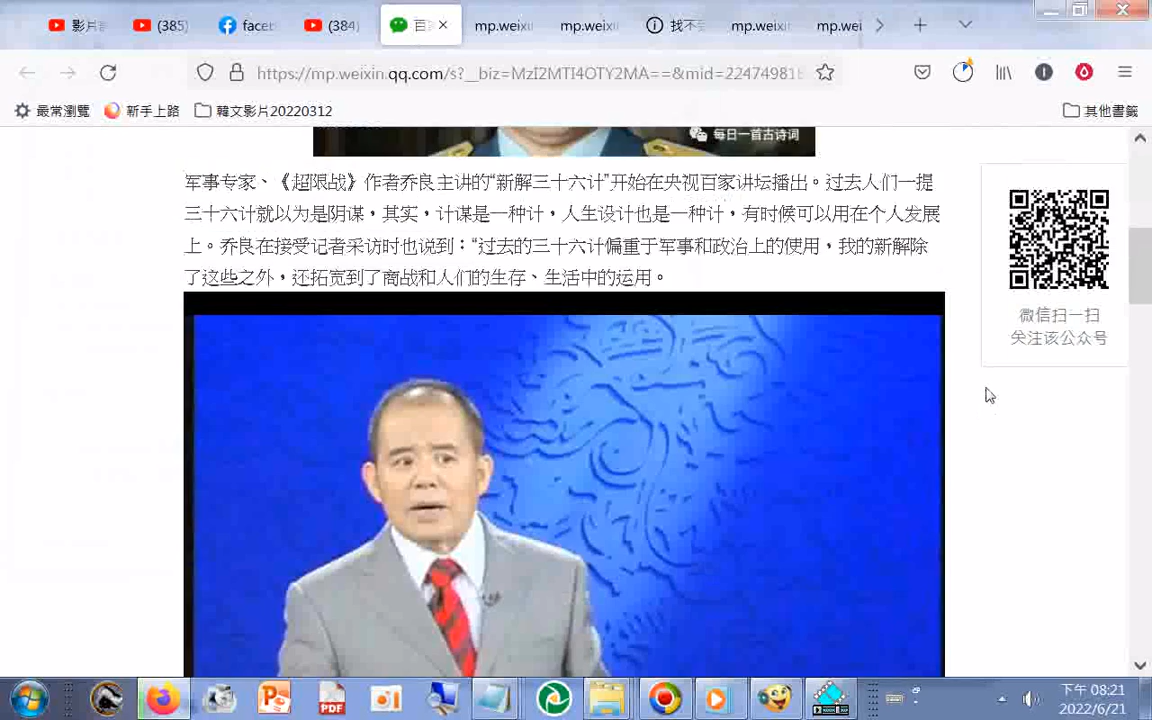 影片
(385)
faceb
(384)
百
mp.weixin
mp.weixi
找不
mp.weixi
mp.wei
https://mp.weixin.qq.com/s?__biz=MzI2MTI4OTY2MA==&mid=22474981
最常瀏覽
新手上路
韓文影片20220312
其他書籤
每日一首古诗词
军事专家、《超限战》作者乔良主讲的“新解三十六计”开始在央视百家讲坛播出。过去人们一提
三十六计就以为是阴谋，其实，计谋是一种计，人生设计也是一种计，有时候可以用在个人发展
上。乔良在接受记者采访时也说到：“过去的三十六计偏重于军事和政治上的使用，我的新解除
了这些之外，还拓宽到了商战和人们的生存、生活中的运用。
微信扫一扫
关注该公众号
PDF
下午 08:21
2022/6/21